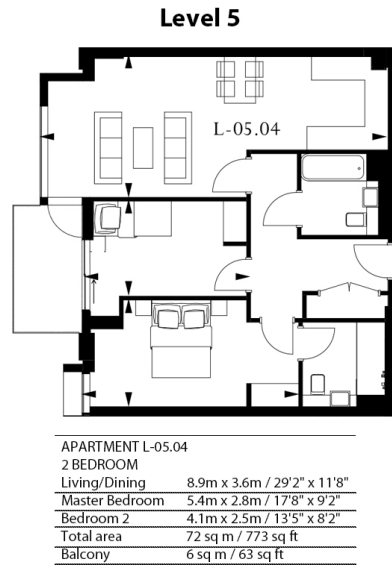 Level 5
L-05.04
APARTMENT L-05.04
2 BEDROOM
Living/Dining 8.9m x 3.6m / 29'2" x 11'8"
Master Bedroom 5.4m x 2.8m / 17'8" x 9'2"
Bedroom 2 4.1m x 2.5m / 13'5" x 8'2"
Total area 72 sq m / 773 sq ft
Balcony 6 sq m / 63 sq ft